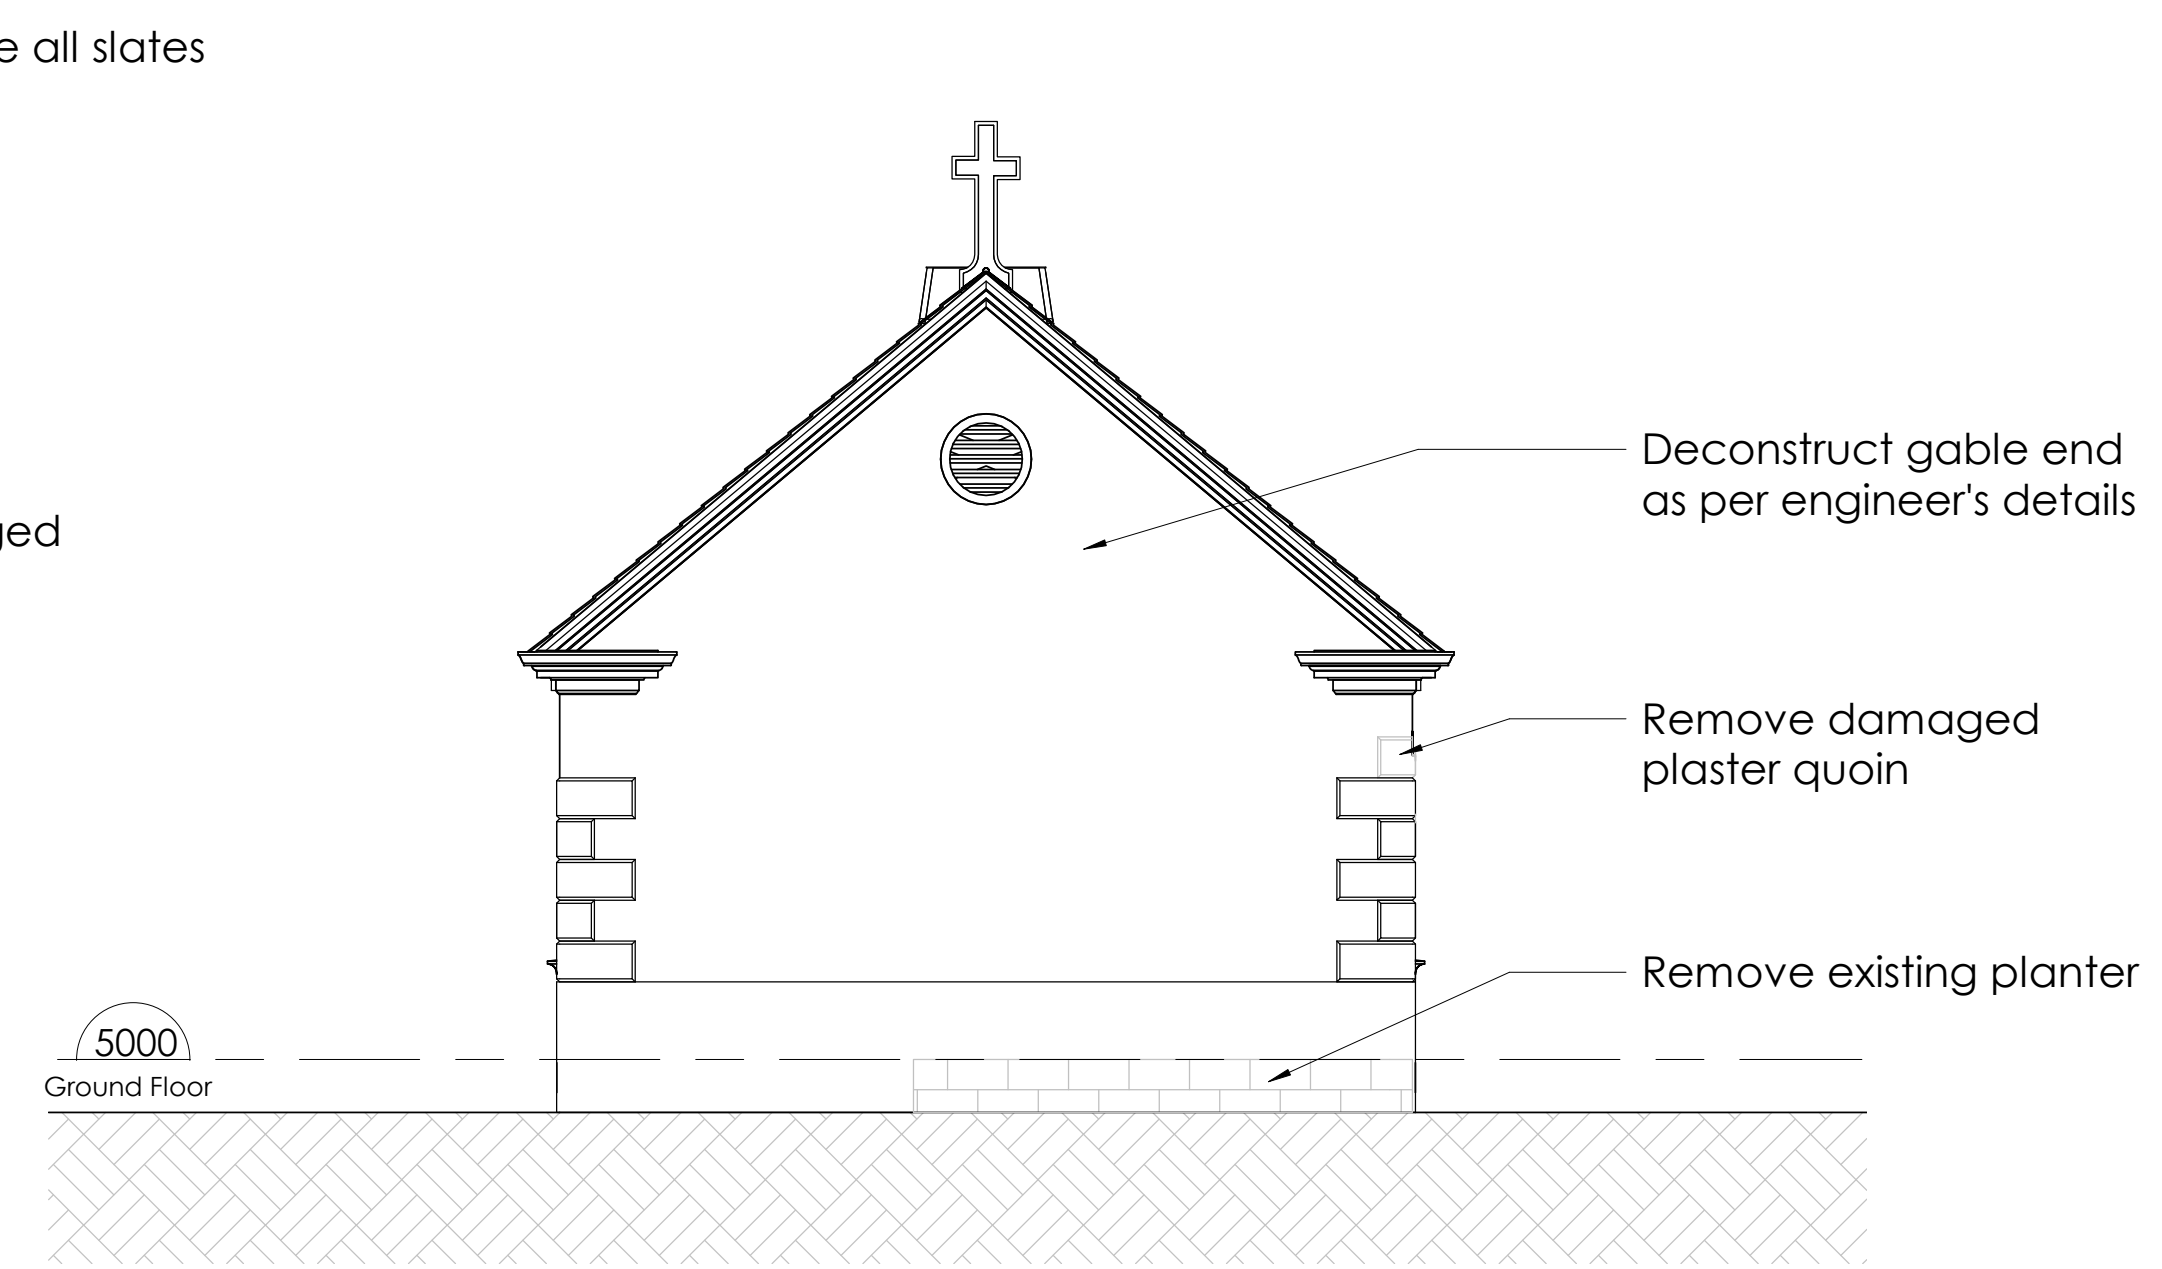 e all slates
Deconstruct gable end
as per engineer's details
ged
Remove damaged
plaster quoin
Remove existing planter
5000
Ground Floor